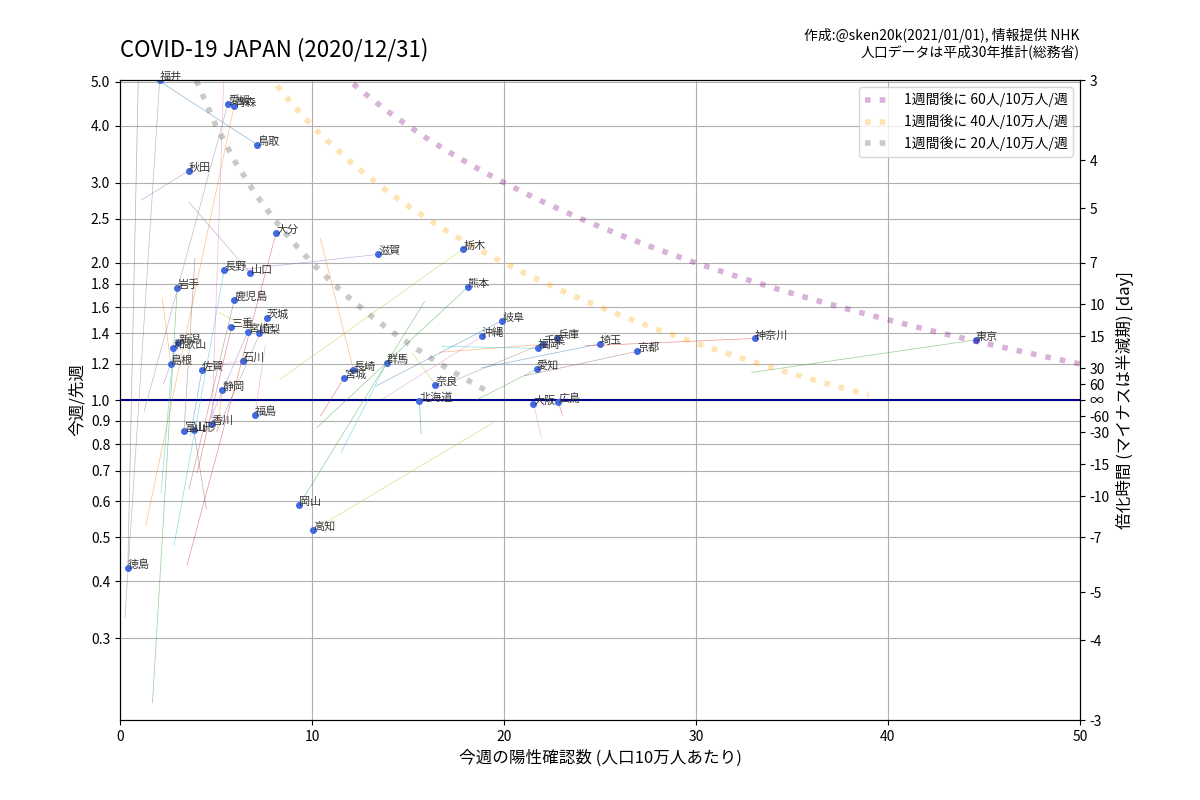 COVID-19 JAPAN (2020/12/31)
作成:@sken20k(2021/01/01), 情報提供 NHK
人口データは平成30年推計(総務省)
1週間後に 60人/10万人/週
1週間後に 40人/10万人/週
1週間後に 20人/10万人/週
今週/先週
5.0
4.0
3.0
2.5
2.0
1.8
1.6
1.4
1.2
1.0
0.9
0.8
0.7
0.6
0.5
0.4
0.3
福井
愛媛
青森
鳥取
秋田
大分
滋賀
栃木
長野
山口
岩手
熊本
鹿児島
茨城
三重
宮崎
山梨
岐阜
沖縄
兵庫
千葉
福岡
埼玉
京都
神奈川
東京
新潟
和歌山
島根
佐賀
石川
長崎
宮城
群馬
愛知
奈良
静岡
北海道
大阪
広島
福島
香川
富山
山形
岡山
高知
徳島
3
4
5
7
10
15
30
60
∞
-60
-30
-15
-10
-7
-5
-4
-3
倍化時間 (マイナスは半減期) [day]
0
10
20
30
40
50
今週の陽性確認数 (人口10万人あたり)